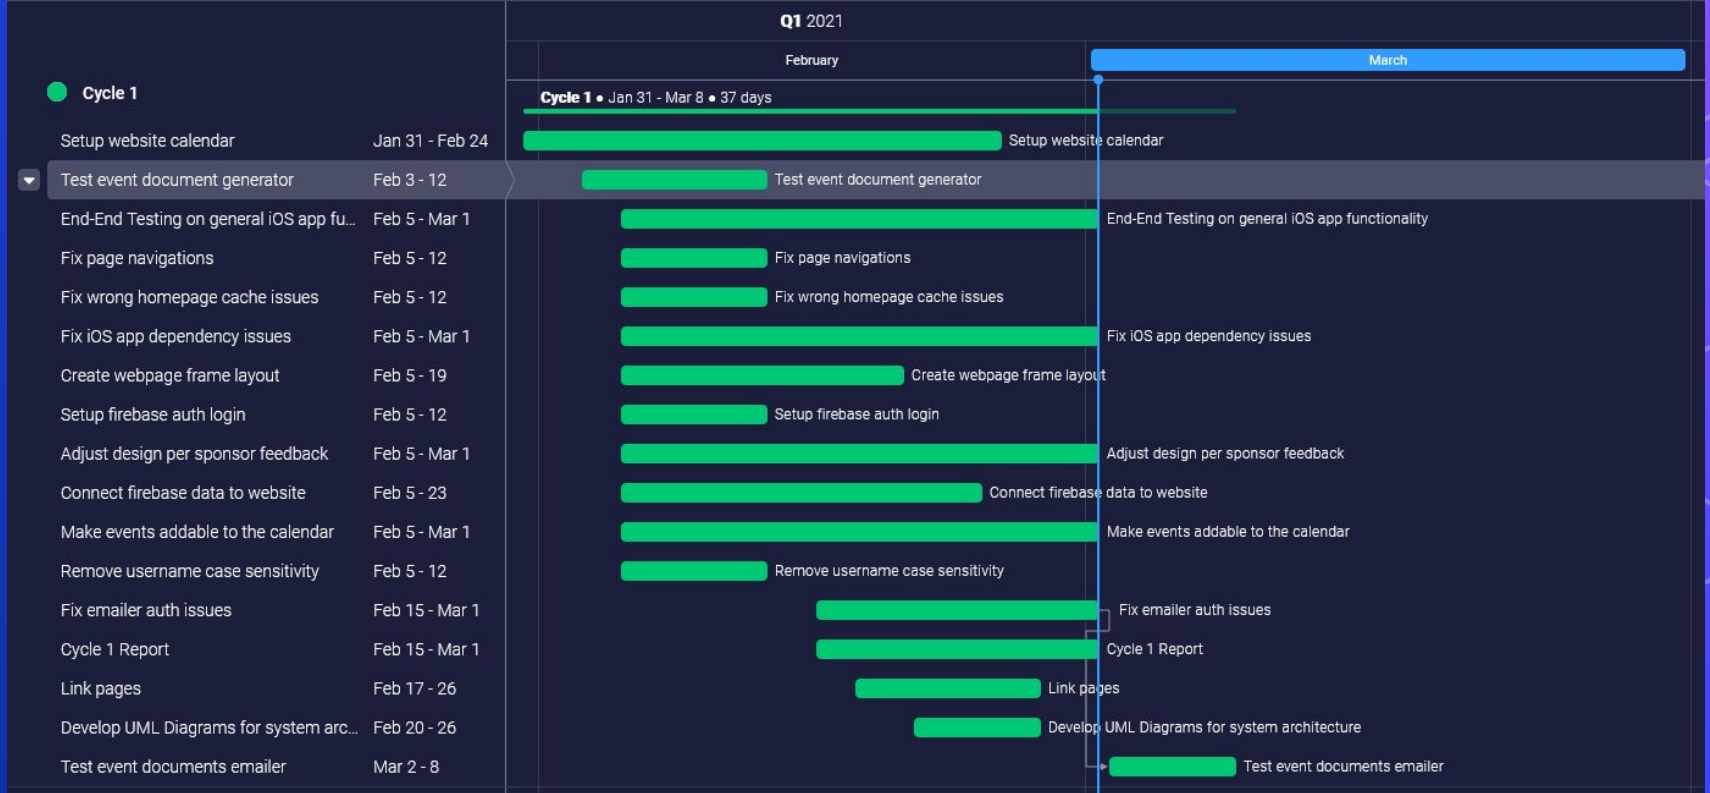 Q1 2021
February
March
Cycle 1
Cycle 1 • Jan 31 - Mar 8 • 37 days
Setup website calendar Jan 31 - Feb 24 Setup website calendar
Test event document generator Feb 3 - 12 Test event document generator
End-End Testing on general iOS app fu... Feb 5 - Mar 1 End-End Testing on general iOS app functionality
Fix page navigations Feb 5 - 12 Fix page navigations
Fix wrong homepage cache issues Feb 5 - 12 Fix wrong homepage cache issues
Fix iOS app dependency issues Feb 5 - Mar 1 Fix iOS app dependency issues
Create webpage frame layout Feb 5 - 19 Create webpage frame layout
Setup firebase auth login Feb 5 - 12 Setup firebase auth login
Adjust design per sponsor feedback Feb 5 - Mar 1 Adjust design per sponsor feedback
Connect firebase data to website Feb 5 - 23 Connect firebase data to website
Make events addable to the calendar Feb 5 - Mar 1 Make events addable to the calendar
Remove username case sensitivity Feb 5 - 12 Remove username case sensitivity
Fix emailer auth issues Feb 15 - Mar 1 Fix emailer auth issues
Cycle 1 Report Feb 15 - Mar 1 Cycle 1 Report
Link pages Feb 17 - 26 Link pages
Develop UML Diagrams for system arc... Feb 20 - 26 Develop UML Diagrams for system architecture
Test event documents emailer Mar 2 - 8 Test event documents emailer